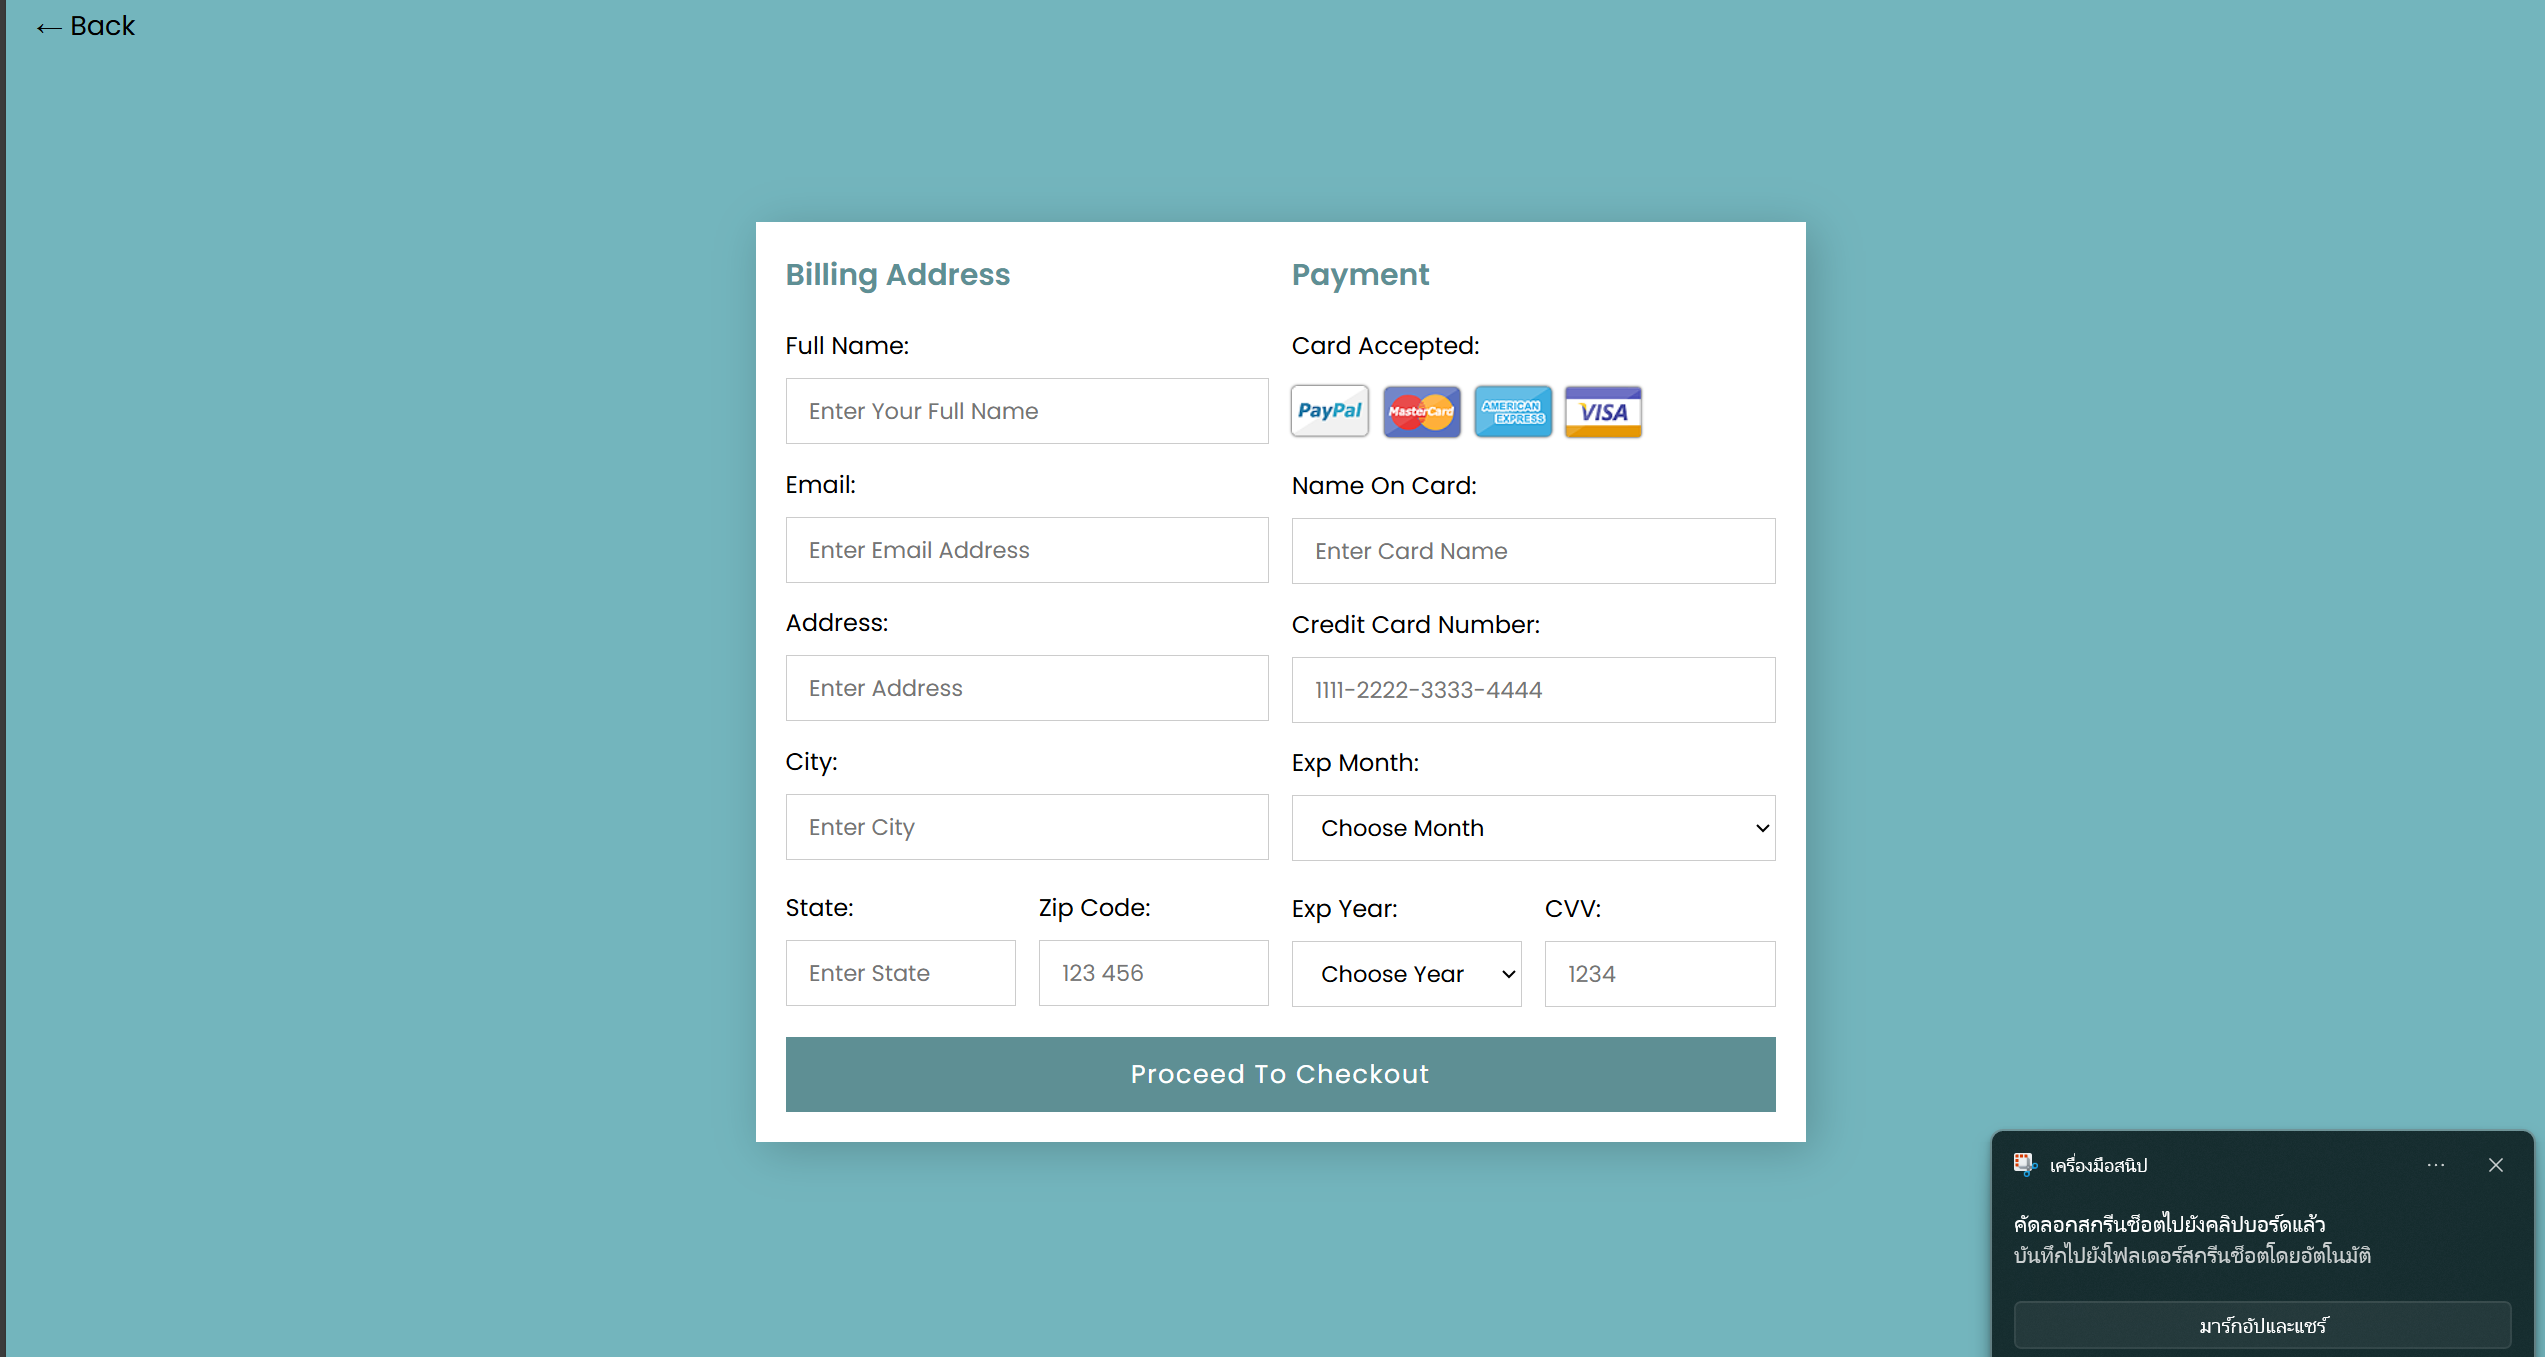 ← Back
Billing Address
Full Name:
Enter Your Full Name
Email:
Enter Email Address
Address:
Enter Address
City:
Enter City
State:
Enter State
Zip Code:
123 456
Payment
Card Accepted:
PayPal MasterCard AMERICAN EXPRESS VISA
Name On Card:
Enter Card Name
Credit Card Number:
1111-2222-3333-4444
Exp Month:
Choose Month
Exp Year:
Choose Year
CVV:
1234
Proceed To Checkout
เครื่องมือสนิป
คัดลอกสกรีนช็อตไปยังคลิปบอร์ดแล้ว
บันทึกไปยังโฟลเดอร์สกรีนช็อตโดยอัตโนมัติ
มาร์กอัปและแชร์